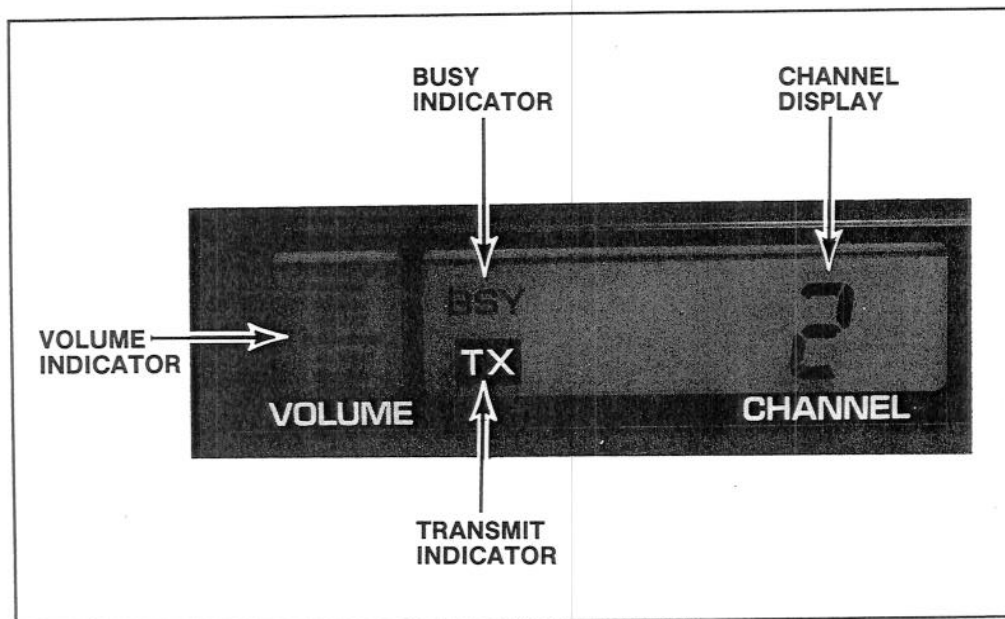 BUSY
INDICATOR
CHANNEL
DISPLAY
BSY
2
VOLUME
INDICATOR
TX
VOLUME
CHANNEL
TRANSMIT
INDICATOR